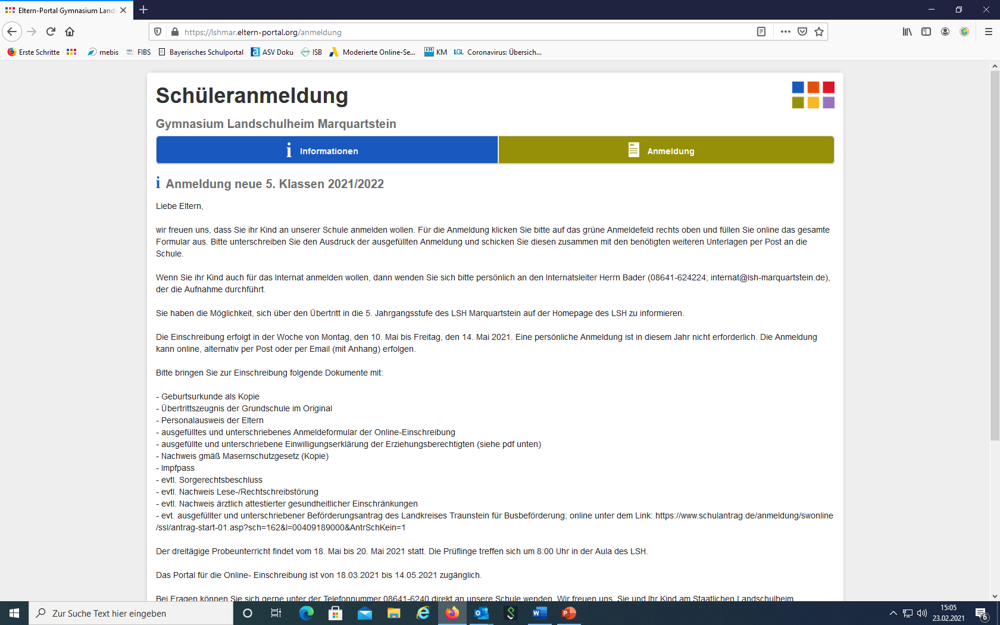 Eltern-Portal Gymnasium Lands
https://lshmar.eltern-portal.org/anmeldung
Erste Schritte mebis FIBS Bayerisches Schulportal ASV Doku ISB Moderierte Online-Se... KM LGL Coronavirus: Übersich...
Schüleranmeldung
Gymnasium Landschulheim Marquartstein
Informationen
Anmeldung
Anmeldung neue 5. Klassen 2021/2022
Liebe Eltern,
wir freuen uns, dass Sie ihr Kind an unserer Schule anmelden wollen. Für die Anmeldung klicken Sie bitte auf das grüne Anmeldefeld rechts oben und füllen Sie online das gesamte
Formular aus. Bitte unterschreiben Sie den Ausdruck der ausgefüllten Anmeldung und schicken Sie diesen zusammen mit den benötigten weiteren Unterlagen per Post an die
Schule.
Wenn Sie ihr Kind auch für das Internat anmelden wollen, dann wenden Sie sich bitte persönlich an den Internatsleiter Herrn Bader (08641-624224; internat@lsh-marquartstein.de),
der die Aufnahme durchführt.
Sie haben die Möglichkeit, sich über den Übertritt in die 5. Jahrgangsstufe des LSH Marquartstein auf der Homepage des LSH zu informieren.
Die Einschreibung erfolgt in der Woche von Montag, den 10. Mai bis Freitag, den 14. Mai 2021. Eine persönliche Anmeldung ist in diesem Jahr nicht erforderlich. Die Anmeldung
kann online, alternativ per Post oder per Email (mit Anhang) erfolgen.
Bitte bringen Sie zur Einschreibung folgende Dokumente mit:
- Geburtsurkunde als Kopie
- Übertrittszeugnis der Grundschule im Original
- Personalausweis der Eltern
- ausgefülltes und unterschriebenes Anmeldeformular der Online-Einschreibung
- ausgefüllte und unterschriebene Einwilligungserklärung der Erziehungsberechtigten (siehe pdf unten)
- Nachweis gmäß Masernschutzgesetz (Kopie)
- Impfpass
- evtl. Sorgerechtsbeschluss
- evtl. Nachweis Lese-/Rechtschreibstörung
- evtl. Nachweis ärztlich attestierter gesundheitlicher Einschränkungen
- evt. ausgefüllter und unterschriebener Beförderungsantrag des Landkreises Traunstein für Busbeförderung; online unter dem Link: https://www.schulantrag.de/anmeldung/swonline
/ssl/antrag-start-01.asp?sch=162&l=00409189000&AntrSchKein=1
Der dreitägige Probeunterricht findet vom 18. Mai bis 20. Mai 2021 statt. Die Prüflinge treffen sich um 8:00 Uhr in der Aula des LSH.
Das Portal für die Online- Einschreibung ist von 18.03.2021 bis 14.05.2021 zugänglich.
Bei Fragen können Sie sich gerne unter der Telefonnummer 08641-6240 direkt an unsere Schule wenden. Wir freuen uns, Sie und Ihr Kind am Staatlichen Landschulheim
Zur Suche Text hier eingeben
15:05
23.02.2021
6